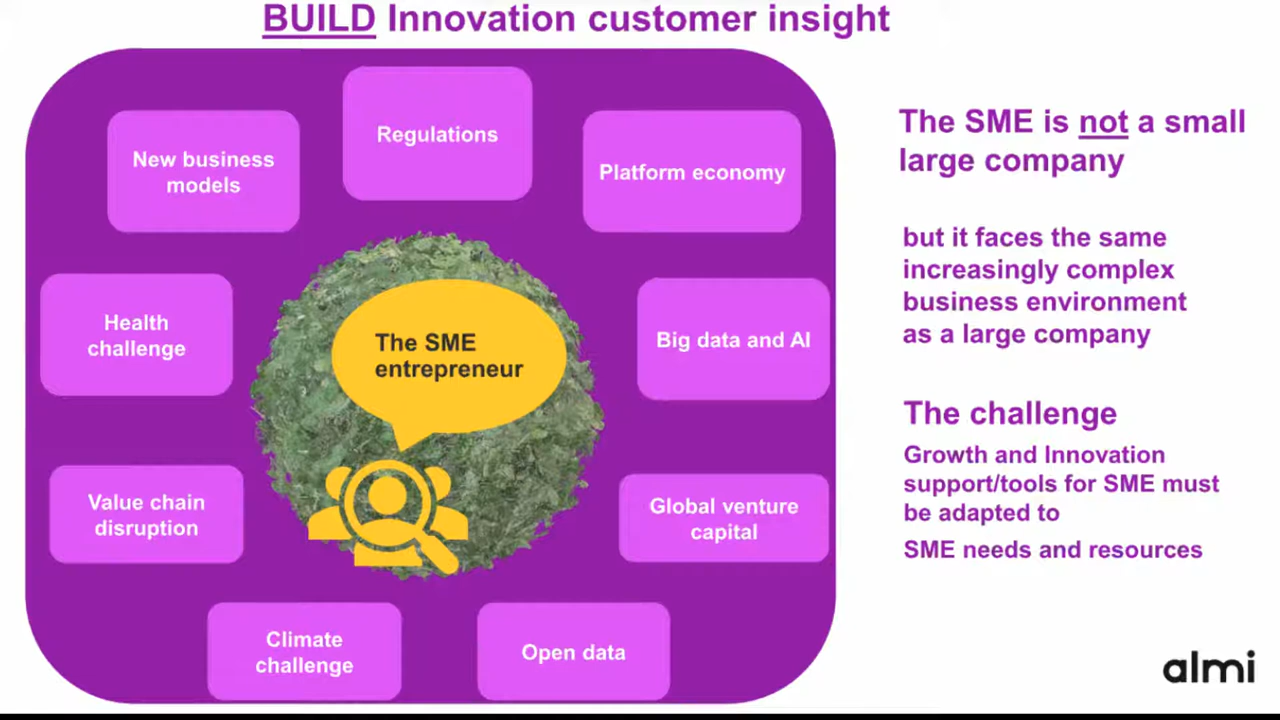 BUILD Innovation customer insight
New business
models
Regulations
Platform economy
Health
challenge
The SME
entrepreneur
Big data and AI
Value chain
disruption
Global venture
capital
Climate
challenge
Open data
The SME is not a small
large company
but it faces the same
increasingly complex
business environment
as a large company
The challenge
Growth and Innovation
support/tools for SME must
be adapted to
SME needs and resources
almi